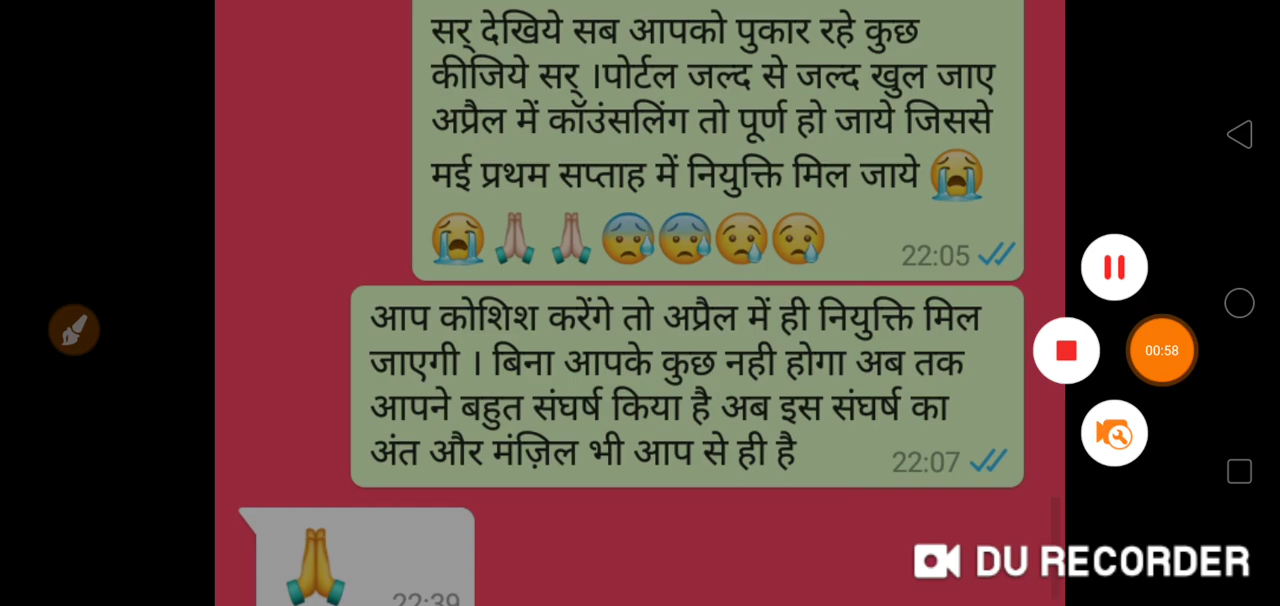 सर् देखिये सब आपको पुकार रहे कुछ
कीजिये सर् ।पोर्टल जल्द से जल्द खुल जाए
अप्रैल में कॉउंसलिंग तो पूर्ण हो जाये जिससे
मई प्रथम सप्ताह में नियुक्ति मिल जाये 😭
😭🙏🏻🙏🏻😰😰😢😢 22:05
आप कोशिश करेंगे तो अप्रैल में ही नियुक्ति मिल
जाएगी । बिना आपके कुछ नही होगा अब तक
आपने बहुत संघर्ष किया है अब इस संघर्ष का
अंत और मंज़िल भी आप से ही है 22:07
🙏 22:39
00:58
DU RECORDER